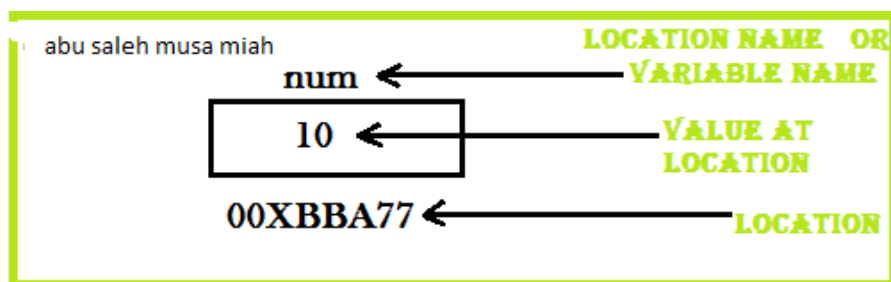 abu saleh musa miah
LOCATION NAME OR
num
VARIABLE NAME
10
VALUE AT
LOCATION
00XBBA77
LOCATION